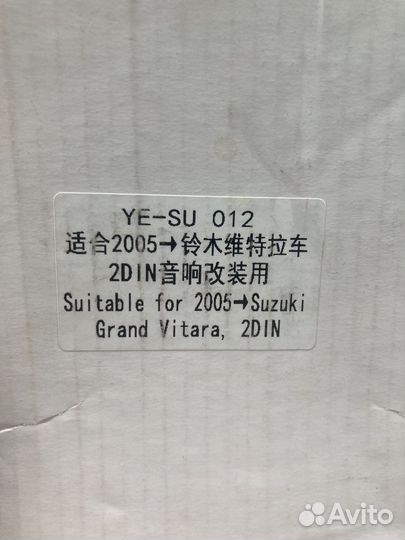 YE-SU 012
适合2005→铃木维特拉车
2DIN音响改装用
Suitable for 2005→Suzuki
Grand Vitara, 2DIN
Avito